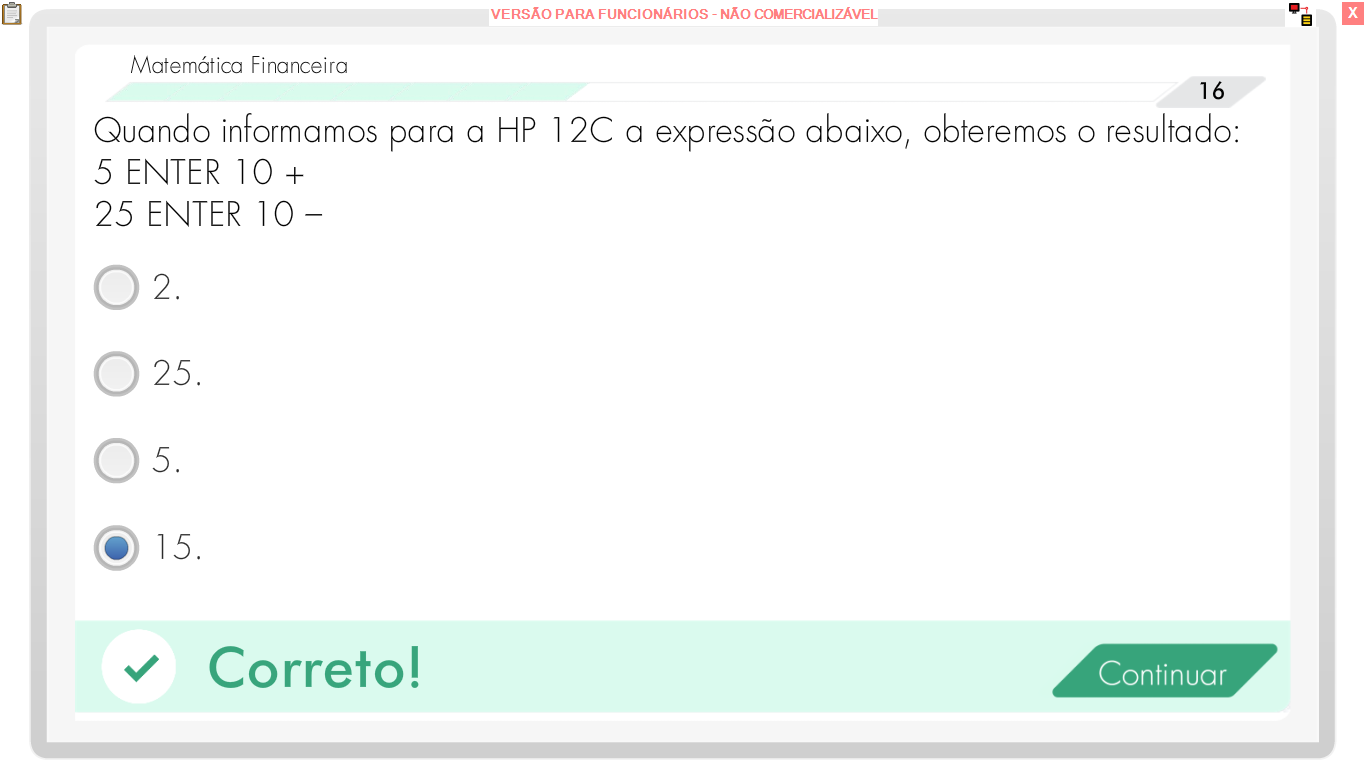 VERSÃO PARA FUNCIONÁRIOS - NÃO COMERCIALIZÁVEL
X
Matemática Financeira
16
Quando informamos para a HP 12C a expressão abaixo, obteremos o resultado:
5 ENTER 10 +
25 ENTER 10 –
2.
25.
5.
15.
Correto!
Continuar